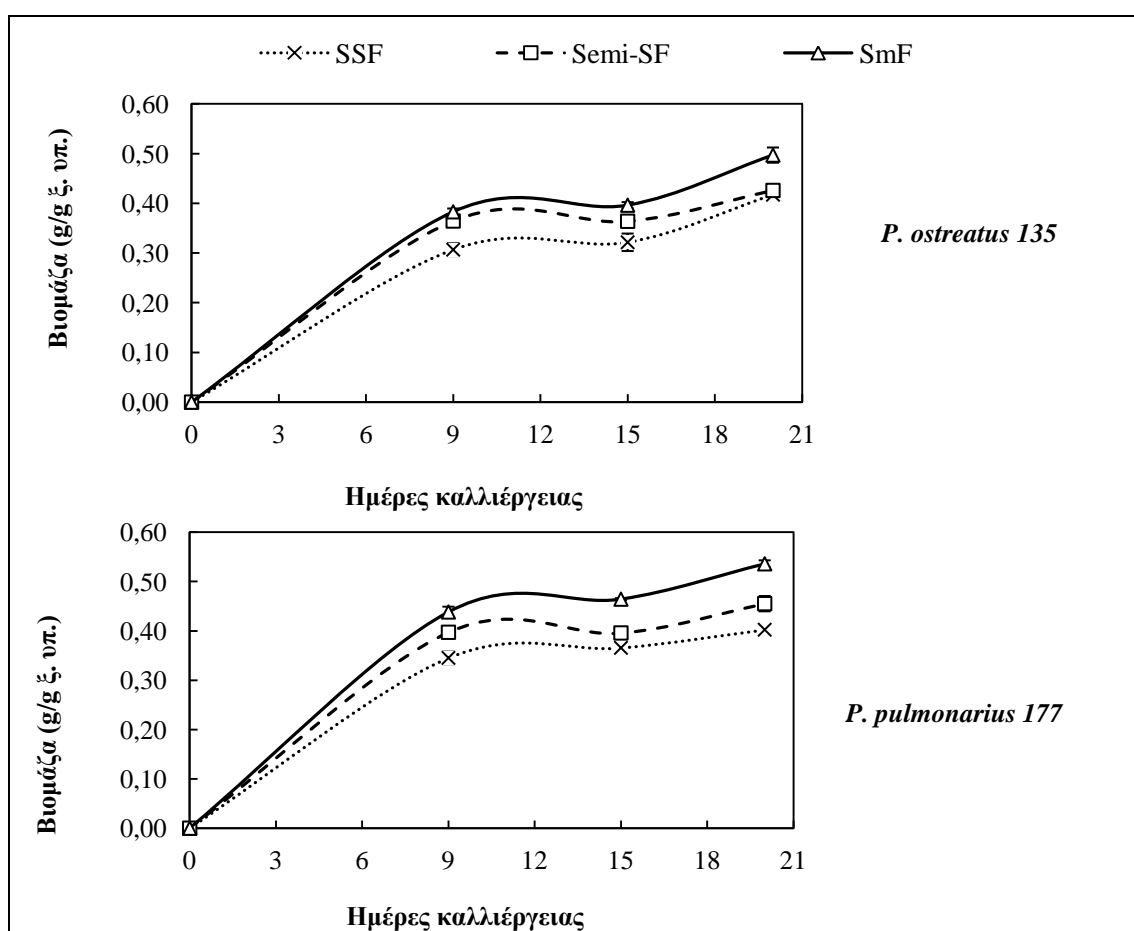 SSF Semi-SF SmF
0,60
0,50
0,40
0,30
0,20
0,10
0,00
Βιομάζα (g/g ξ. υπ.)
0 3 6 9 12 15 18 21
Ημέρες καλλιέργειας
P. ostreatus 135
0,60
0,50
0,40
0,30
0,20
0,10
0,00
Βιομάζα (g/g ξ. υπ.)
0 3 6 9 12 15 18 21
Ημέρες καλλιέργειας
P. pulmonarius 177